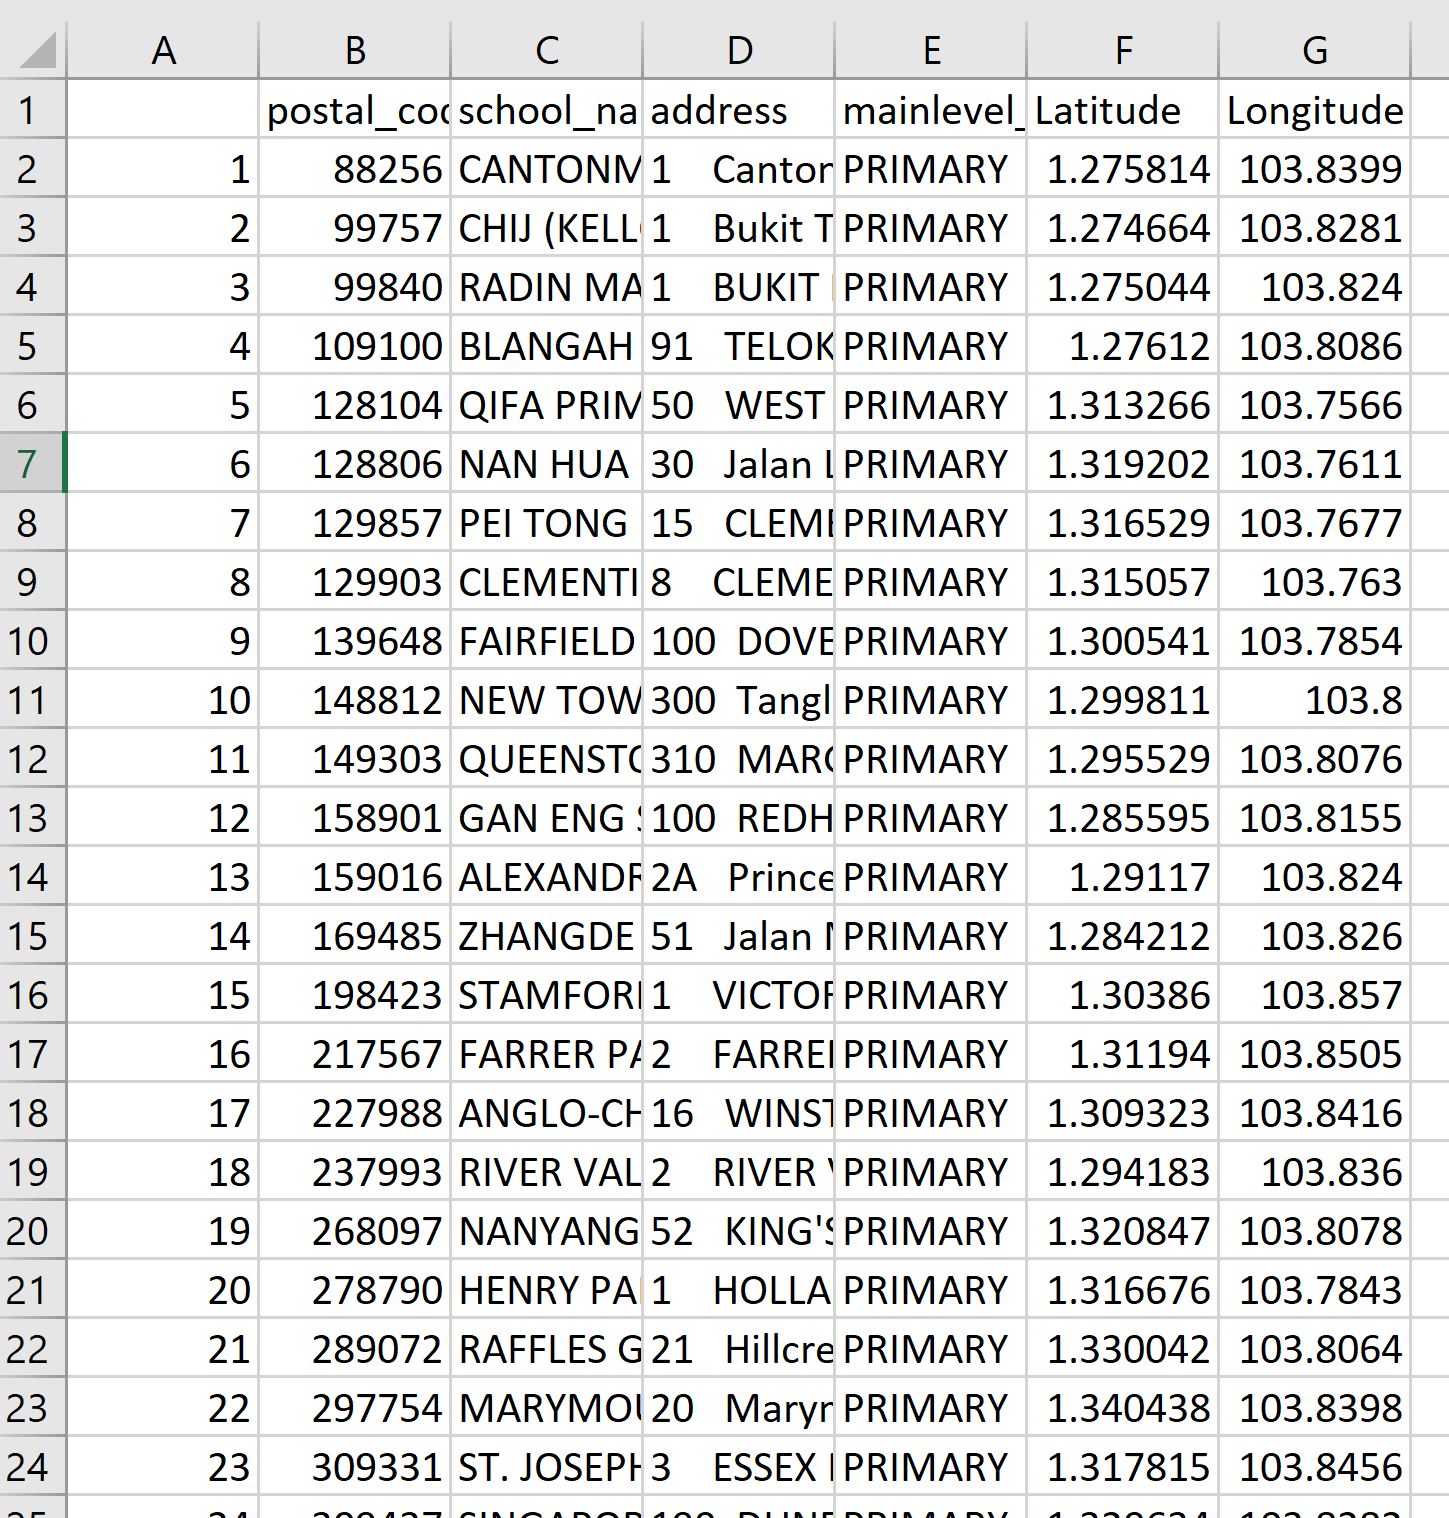 A B C D E F G
1 postal_coc school_na address mainlevel_ Latitude Longitude
2 1 88256 CANTONM 1 Canton PRIMARY 1.275814 103.8399
3 2 99757 CHIJ (KELL 1 Bukit T PRIMARY 1.274664 103.8281
4 3 99840 RADIN MA 1 BUKIT PRIMARY 1.275044 103.824
5 4 109100 BLANGAH 91 TELOK PRIMARY 1.27612 103.8086
6 5 128104 QIFA PRIM 50 WEST PRIMARY 1.313266 103.7566
7 6 128806 NAN HUA 30 Jalan L PRIMARY 1.319202 103.7611
8 7 129857 PEI TONG 15 CLEME PRIMARY 1.316529 103.7677
9 8 129903 CLEMENTI 8 CLEME PRIMARY 1.315057 103.763
10 9 139648 FAIRFIELD 100 DOVE PRIMARY 1.300541 103.7854
11 10 148812 NEW TOW 300 Tangl PRIMARY 1.299811 103.8
12 11 149303 QUEENSTO 310 MARG PRIMARY 1.295529 103.8076
13 12 158901 GAN ENG S 100 REDH PRIMARY 1.285595 103.8155
14 13 159016 ALEXANDR 2A Prince PRIMARY 1.29117 103.824
15 14 169485 ZHANGDE 51 Jalan M PRIMARY 1.284212 103.826
16 15 198423 STAMFOR 1 VICTOR PRIMARY 1.30386 103.857
17 16 217567 FARRER PA 2 FARRE PRIMARY 1.31194 103.8505
18 17 227988 ANGLO-CH 16 WINST PRIMARY 1.309323 103.8416
19 18 237993 RIVER VAL 2 RIVER V PRIMARY 1.294183 103.836
20 19 268097 NANYANG 52 KING'S PRIMARY 1.320847 103.8078
21 20 278790 HENRY PA 1 HOLLA PRIMARY 1.316676 103.7843
22 21 289072 RAFFLES G 21 Hillcre PRIMARY 1.330042 103.8064
23 22 297754 MARYMOU 20 Marym PRIMARY 1.340438 103.8398
24 23 309331 ST. JOSEPH 3 ESSEX PRIMARY 1.317815 103.8456